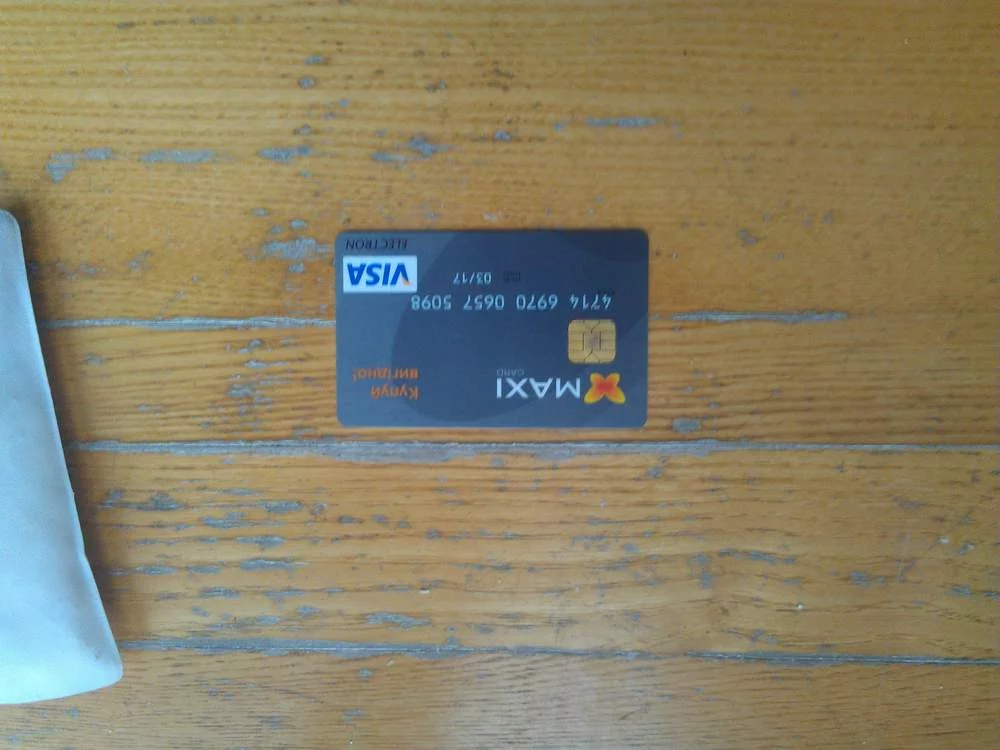 MAXI
CARD
Купуй
вигідно!
4714 6970 0657 5098
03/17
VISA
ELECTRON